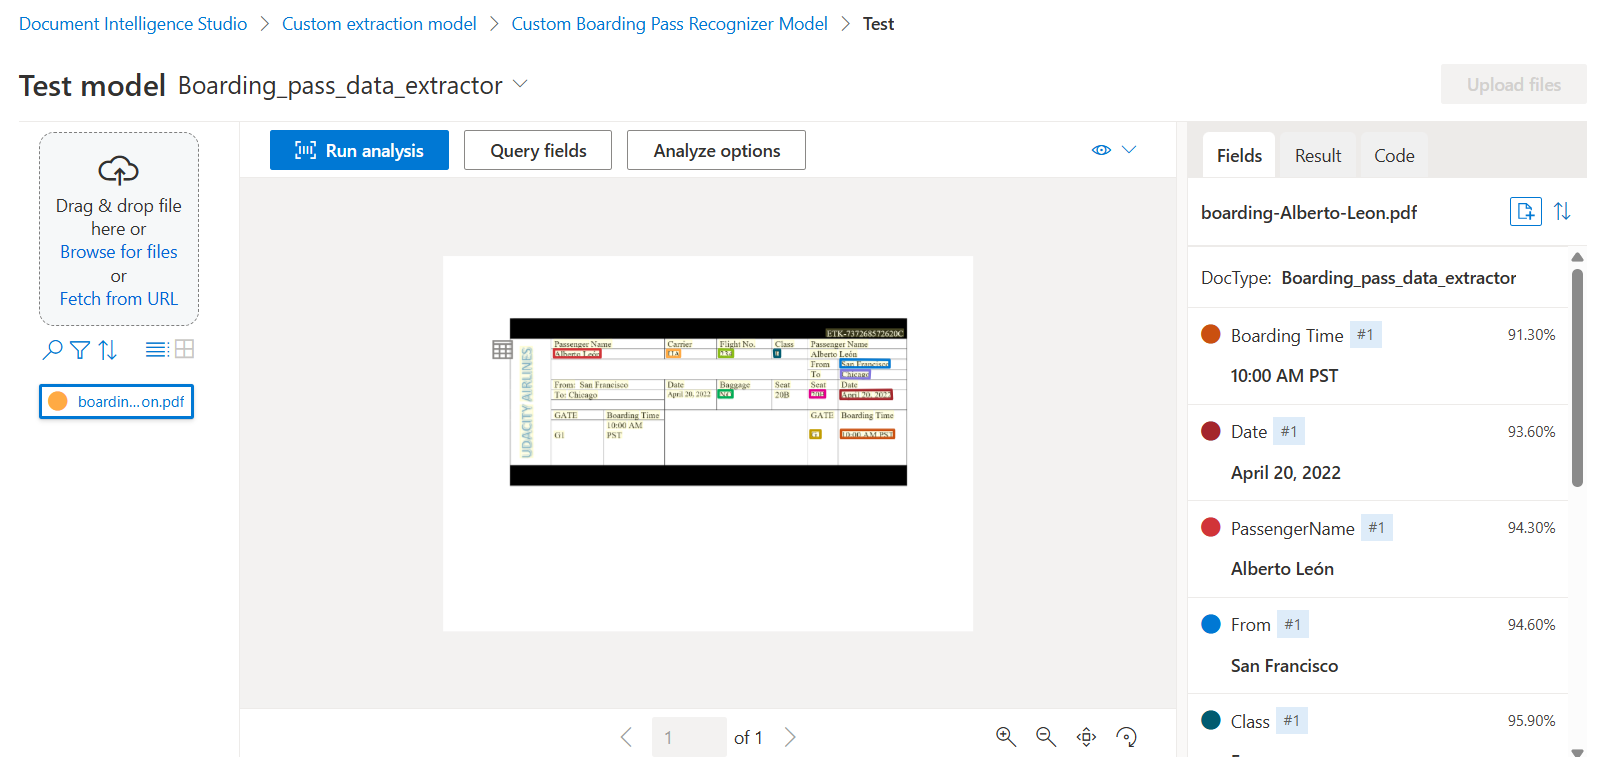 Document Intelligence Studio > Custom extraction model > Custom Boarding Pass Recognizer Model > Test
Test model Boarding_pass_data_extractor
Upload files
Drag & drop file
here or
Browse for files
or
Fetch from URL
boardin...on.pdf
Run analysis
Query fields
Analyze options
ETK-737268572620C
UDACITY AIRLINES
Passenger Name Carrier Flight No. Class Passenger Name
Alberto León Alberto León
From San Francisco
To Chicago
From: San Francisco Date Baggage Seat Seat Date
To: Chicago April 20, 2022 20B April 20, 2022
GATE Boarding Time GATE Boarding Time
10:00 AM
G1 PST 10:00 AM PST
1 of 1
Fields Result Code
boarding-Alberto-Leon.pdf
DocType: Boarding_pass_data_extractor
Boarding Time #1 91.30%
10:00 AM PST
Date #1 93.60%
April 20, 2022
PassengerName #1 94.30%
Alberto León
From #1 94.60%
San Francisco
Class #1 95.90%